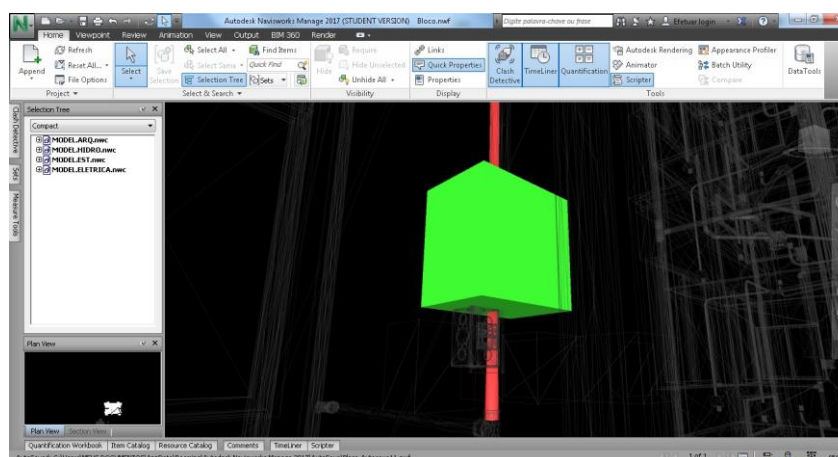 Autodesk Navisworks Manage 2017 (STUDENT VERSION) Bloco.nwf
Digite palavra-chave ou frase
Efetuar login
Home Viewpoint Review Animation View Output BIM 360 Render
Append
Refresh
Reset All...
File Options
Project
Select
Save Selection
Select All
Select Same
Selection Tree
Find Items
Quick Find
Sets
Select & Search
Hide
Require
Hide Unselected
Unhide All
Visibility
Links
Quick Properties
Properties
Display
Clash Detective
TimeLiner
Quantification
Autodesk Rendering
Animator
Scripter
Appearance Profiler
Batch Utility
Compare
Tools
DataTools
Clash Detective
Sets
Measure Tools
Selection Tree
Compact
MODEL.ARQ.nwc
MODEL.HIDRO.nwc
MODEL.EST.nwc
MODEL.ELETRICA.nwc
Plan View
Plan View Section View
Quantification Workbook Item Catalog Resource Catalog Comments TimeLiner Scripter
1 of 1